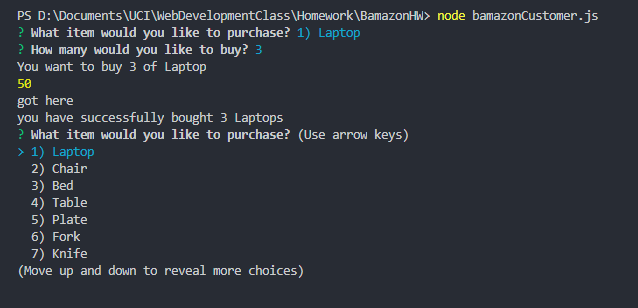 PS D:\Documents\UCI\WebDevelopmentClass\Homework\BamazonHW> node bamazonCustomer.js
? What item would you like to purchase? 1) Laptop
? How many would you like to buy? 3
You want to buy 3 of Laptop
50
got here
you have successfully bought 3 Laptops
? What item would you like to purchase? (Use arrow keys)
> 1) Laptop
2) Chair
3) Bed
4) Table
5) Plate
6) Fork
7) Knife
(Move up and down to reveal more choices)